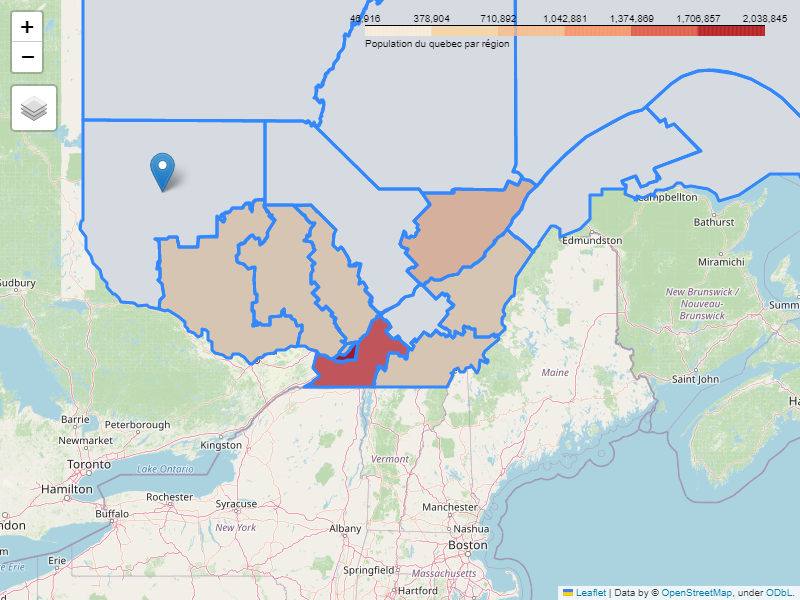 +
−
46,916 378,904 710,892 1,042,881 1,374,869 1,706,857 2,038,845
Population du quebec par région
Campbellton
Bathurst
Edmundston
Miramichi
Sudbury
New Brunswick /
Nouveau-
Brunswick
Summ
Maine
Saint John
Ha
Barrie
Peterborough
Newmarket
Kingston
Toronto
Lake Ontario
Vermont
Hamilton
Rochester
Syracuse
Manchester
ndon
Buffalo
New York
Albany
Nashua
Boston
m
Erie
e Erie
Springfield
Massachusetts
Hartford
Leaflet | Data by © OpenStreetMap, under ODbL.